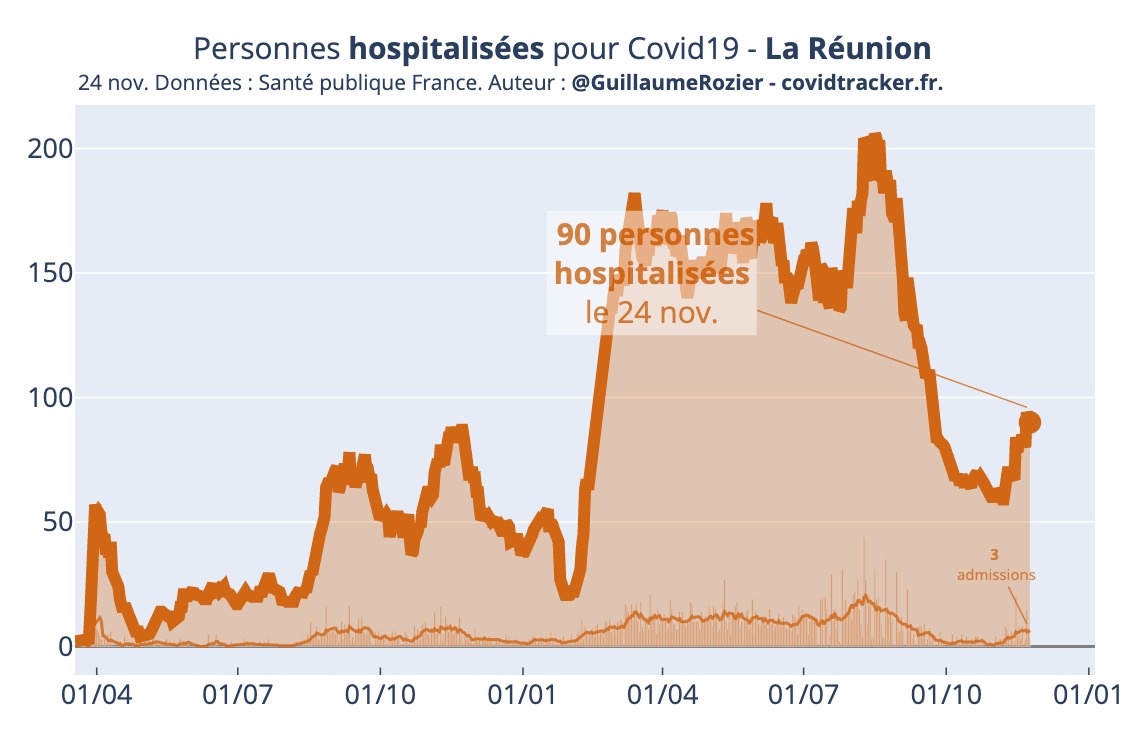 Personnes hospitalisées pour Covid19 - La Réunion
24 nov. Données : Santé publique France. Auteur : @GuillaumeRozier - covidtracker.fr.
200
150
100
50
0
90 personnes
hospitalisées
le 24 nov.
3
admissions
01/04 01/07 01/10 01/01 01/04 01/07 01/10 01/01